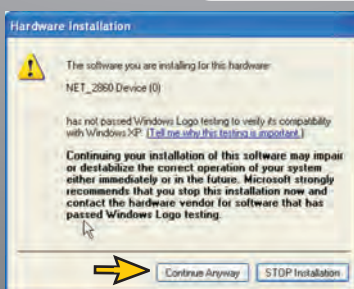 Hardware Installation
The software you are installing for this hardware:
NET_2860 Device (0)
has not passed Windows Logo testing to verify its compatibility
with Windows XP. (Tell me why this testing is important.)
Continuing your installation of this software may impair
or destabilize the correct operation of your system
either immediately or in the future. Microsoft strongly
recommends that you stop this installation now and
contact the hardware vendor for software that has
passed Windows Logo testing.
Continue Anyway
STOP Installation